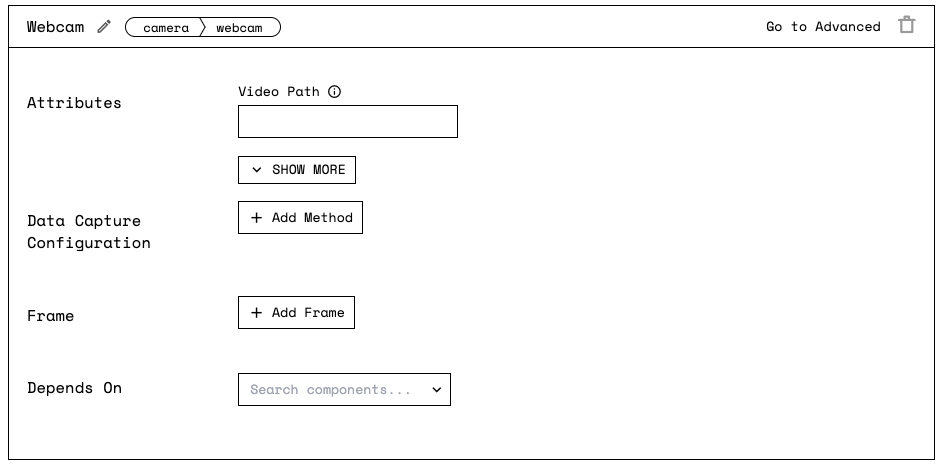 Webcam camera webcam Go to Advanced
Attributes
Video Path
SHOW MORE
Data Capture
Configuration
+ Add Method
Frame
+ Add Frame
Depends On
Search components...